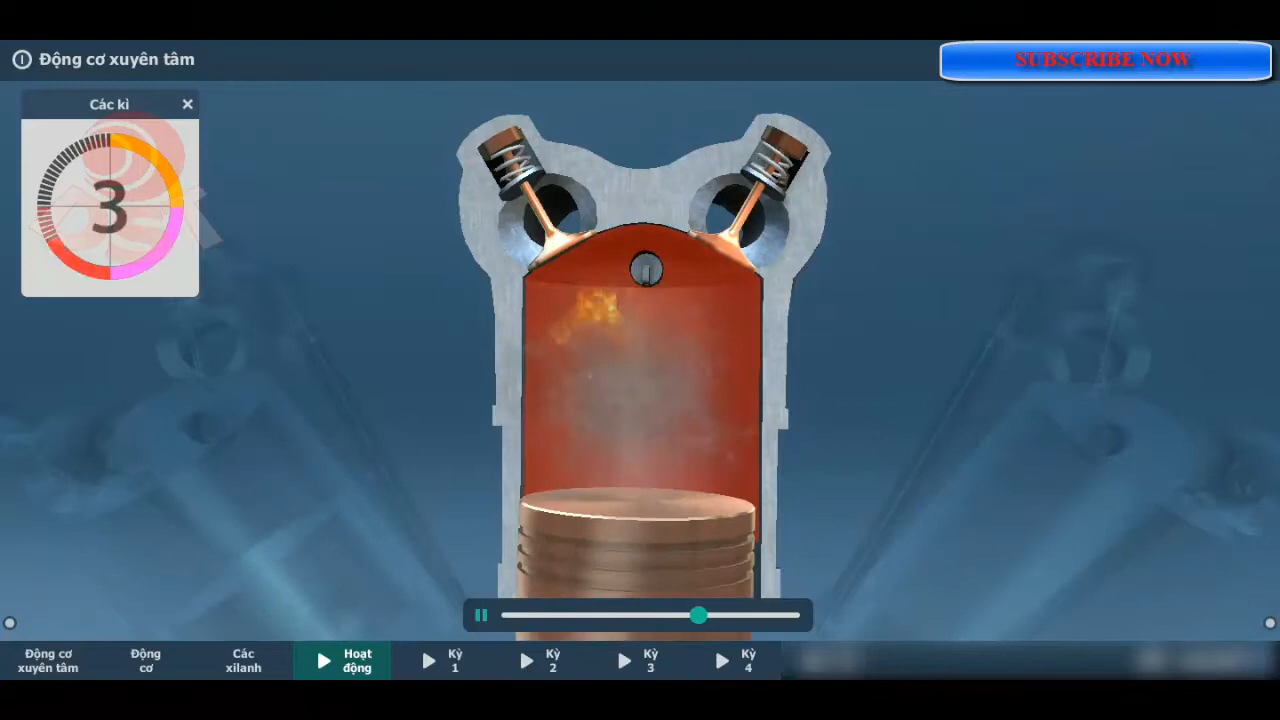 Động cơ xuyên tâm
SUBSCRIBE NOW
Các kì
3
Động cơ
xuyên tâm
Động
cơ
Các
xilanh
Hoạt
động
Kỳ
1
Kỳ
2
Kỳ
3
Kỳ
4